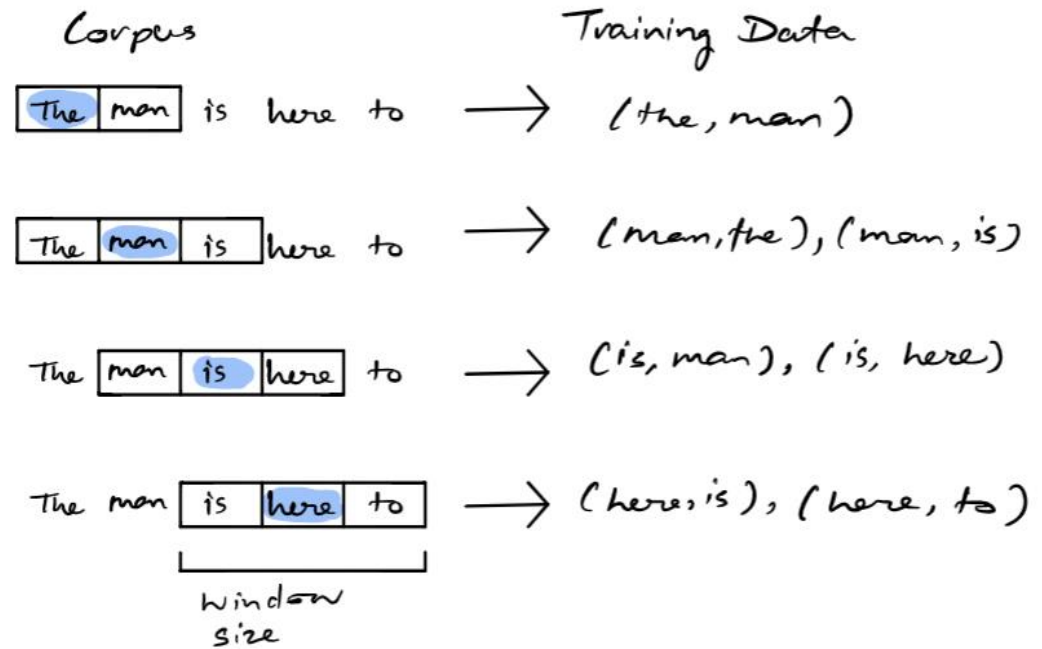 Corpus Training Data
The man is here to (the, man)
The man is here to (man, the), (man, is)
The man is here to (is, man), (is, here)
The man is here to (here, is), (here, to)
window
size